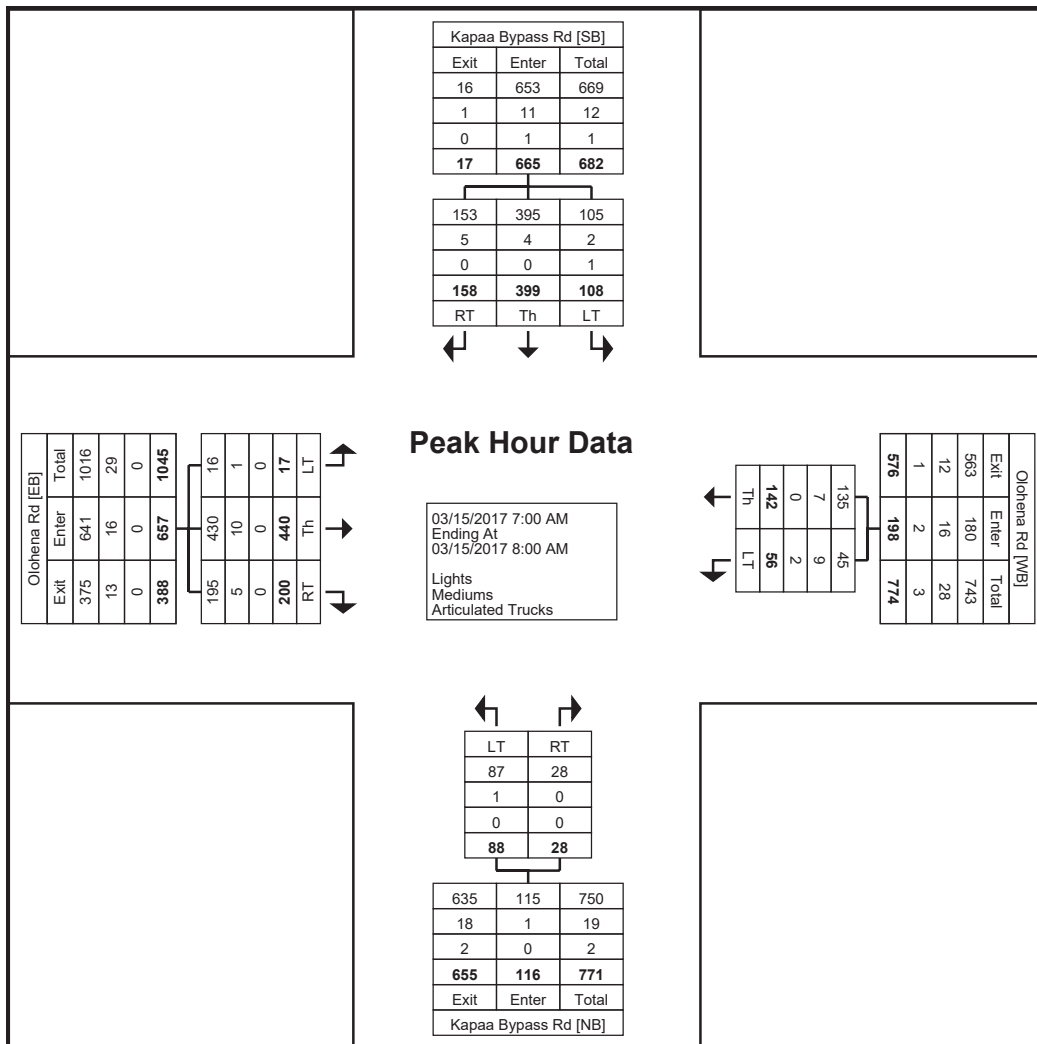 Kapaa Bypass Rd [SB]
Exit Enter Total
16 653 669
1 11 12
0 1 1
17 665 682
153 395 105
5 4 2
0 0 1
158 399 108
RT Th LT
Peak Hour Data
Olohena Rd [EB]
Total Enter Exit
1016 641 375
29 16 13
0 0 0
1045 657 388
16 430 195
1 10 5
0 0 0
17 440 200
LT Th RT
03/15/2017 7:00 AM
Ending At
03/15/2017 8:00 AM
Lights
Mediums
Articulated Trucks
Olohena Rd [WB]
Exit Enter Total
563 180 743
12 16 28
1 2 3
576 198 774
135 45
7 9
0 2
142 56
Th LT
LT RT
87 28
1 0
0 0
88 28
635 115 750
18 1 19
2 0 2
655 116 771
Exit Enter Total
Kapaa Bypass Rd [NB]